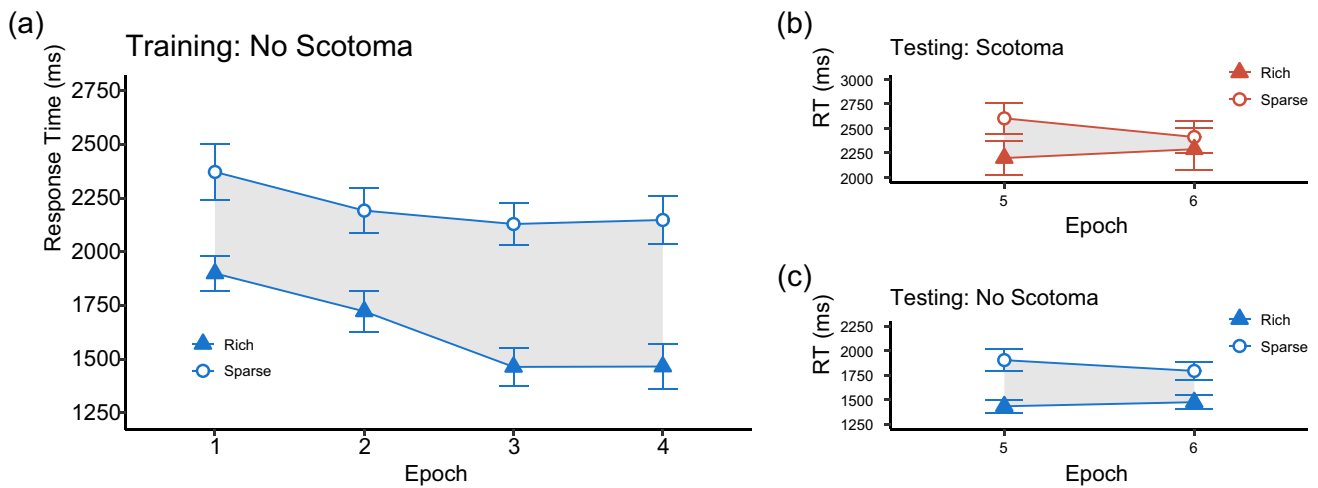 (a)
Training: No Scotoma
Response Time (ms)
2750
2500
2250
2000
1750
1500
1250
Rich
Sparse
1 2 3 4
Epoch
(b)
Testing: Scotoma
RT (ms)
3000
2750
2500
2250
2000
Rich
Sparse
5 6
Epoch
(c)
Testing: No Scotoma
RT (ms)
2250
2000
1750
1500
1250
Rich
Sparse
5 6
Epoch